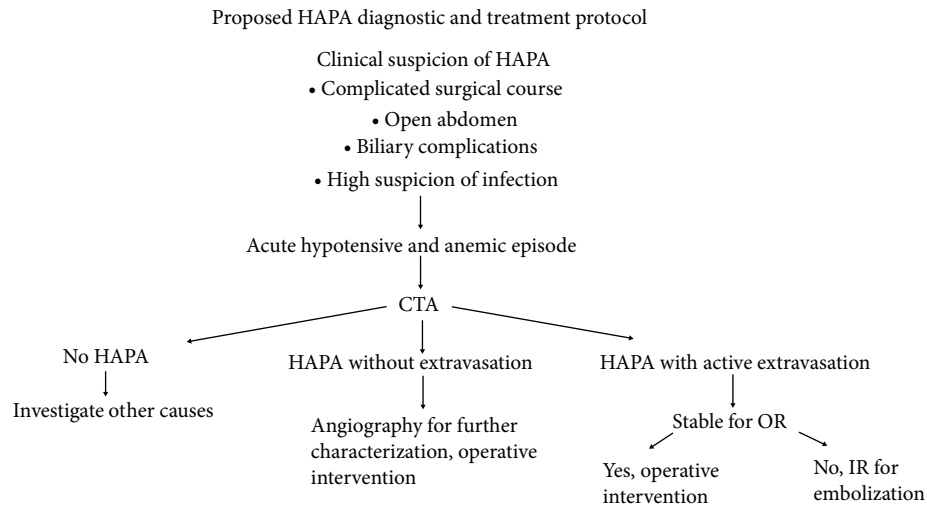 Proposed HAPA diagnostic and treatment protocol
Clinical suspicion of HAPA
• Complicated surgical course
• Open abdomen
• Biliary complications
• High suspicion of infection
Acute hypotensive and anemic episode
CTA
No HAPA
Investigate other causes
HAPA without extravasation
Angiography for further
characterization, operative
intervention
HAPA with active extravasation
Stable for OR
Yes, operative
intervention
No, IR for
embolization